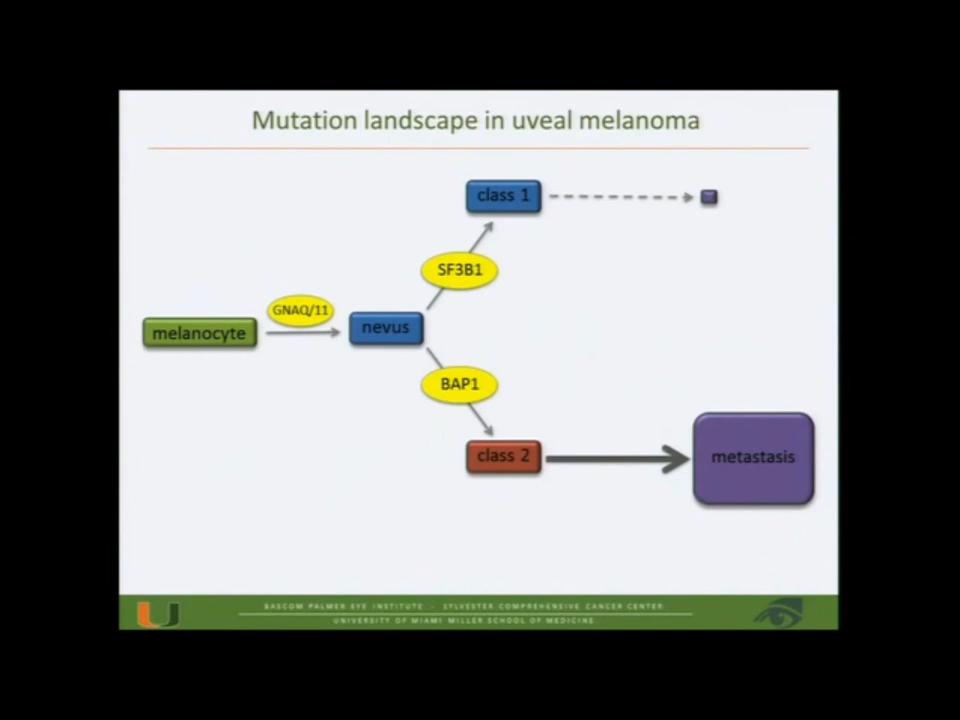 Mutation landscape in uveal melanoma
class 1
SF3B1
GNAQ/11
melanocyte
nevus
BAP1
class 2
metastasis
BASCOM PALMER EYE INSTITUTE - SYLVESTER COMPREHENSIVE CANCER CENTER
UNIVERSITY OF MIAMI MILLER SCHOOL OF MEDICINE